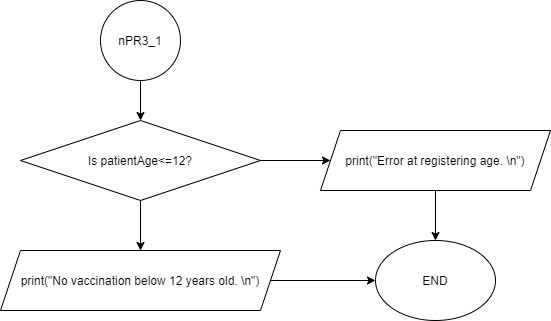 nPR3_1
Is patientAge<=12?
print("Error at registering age. \n")
print("No vaccination below 12 years old. \n")
END